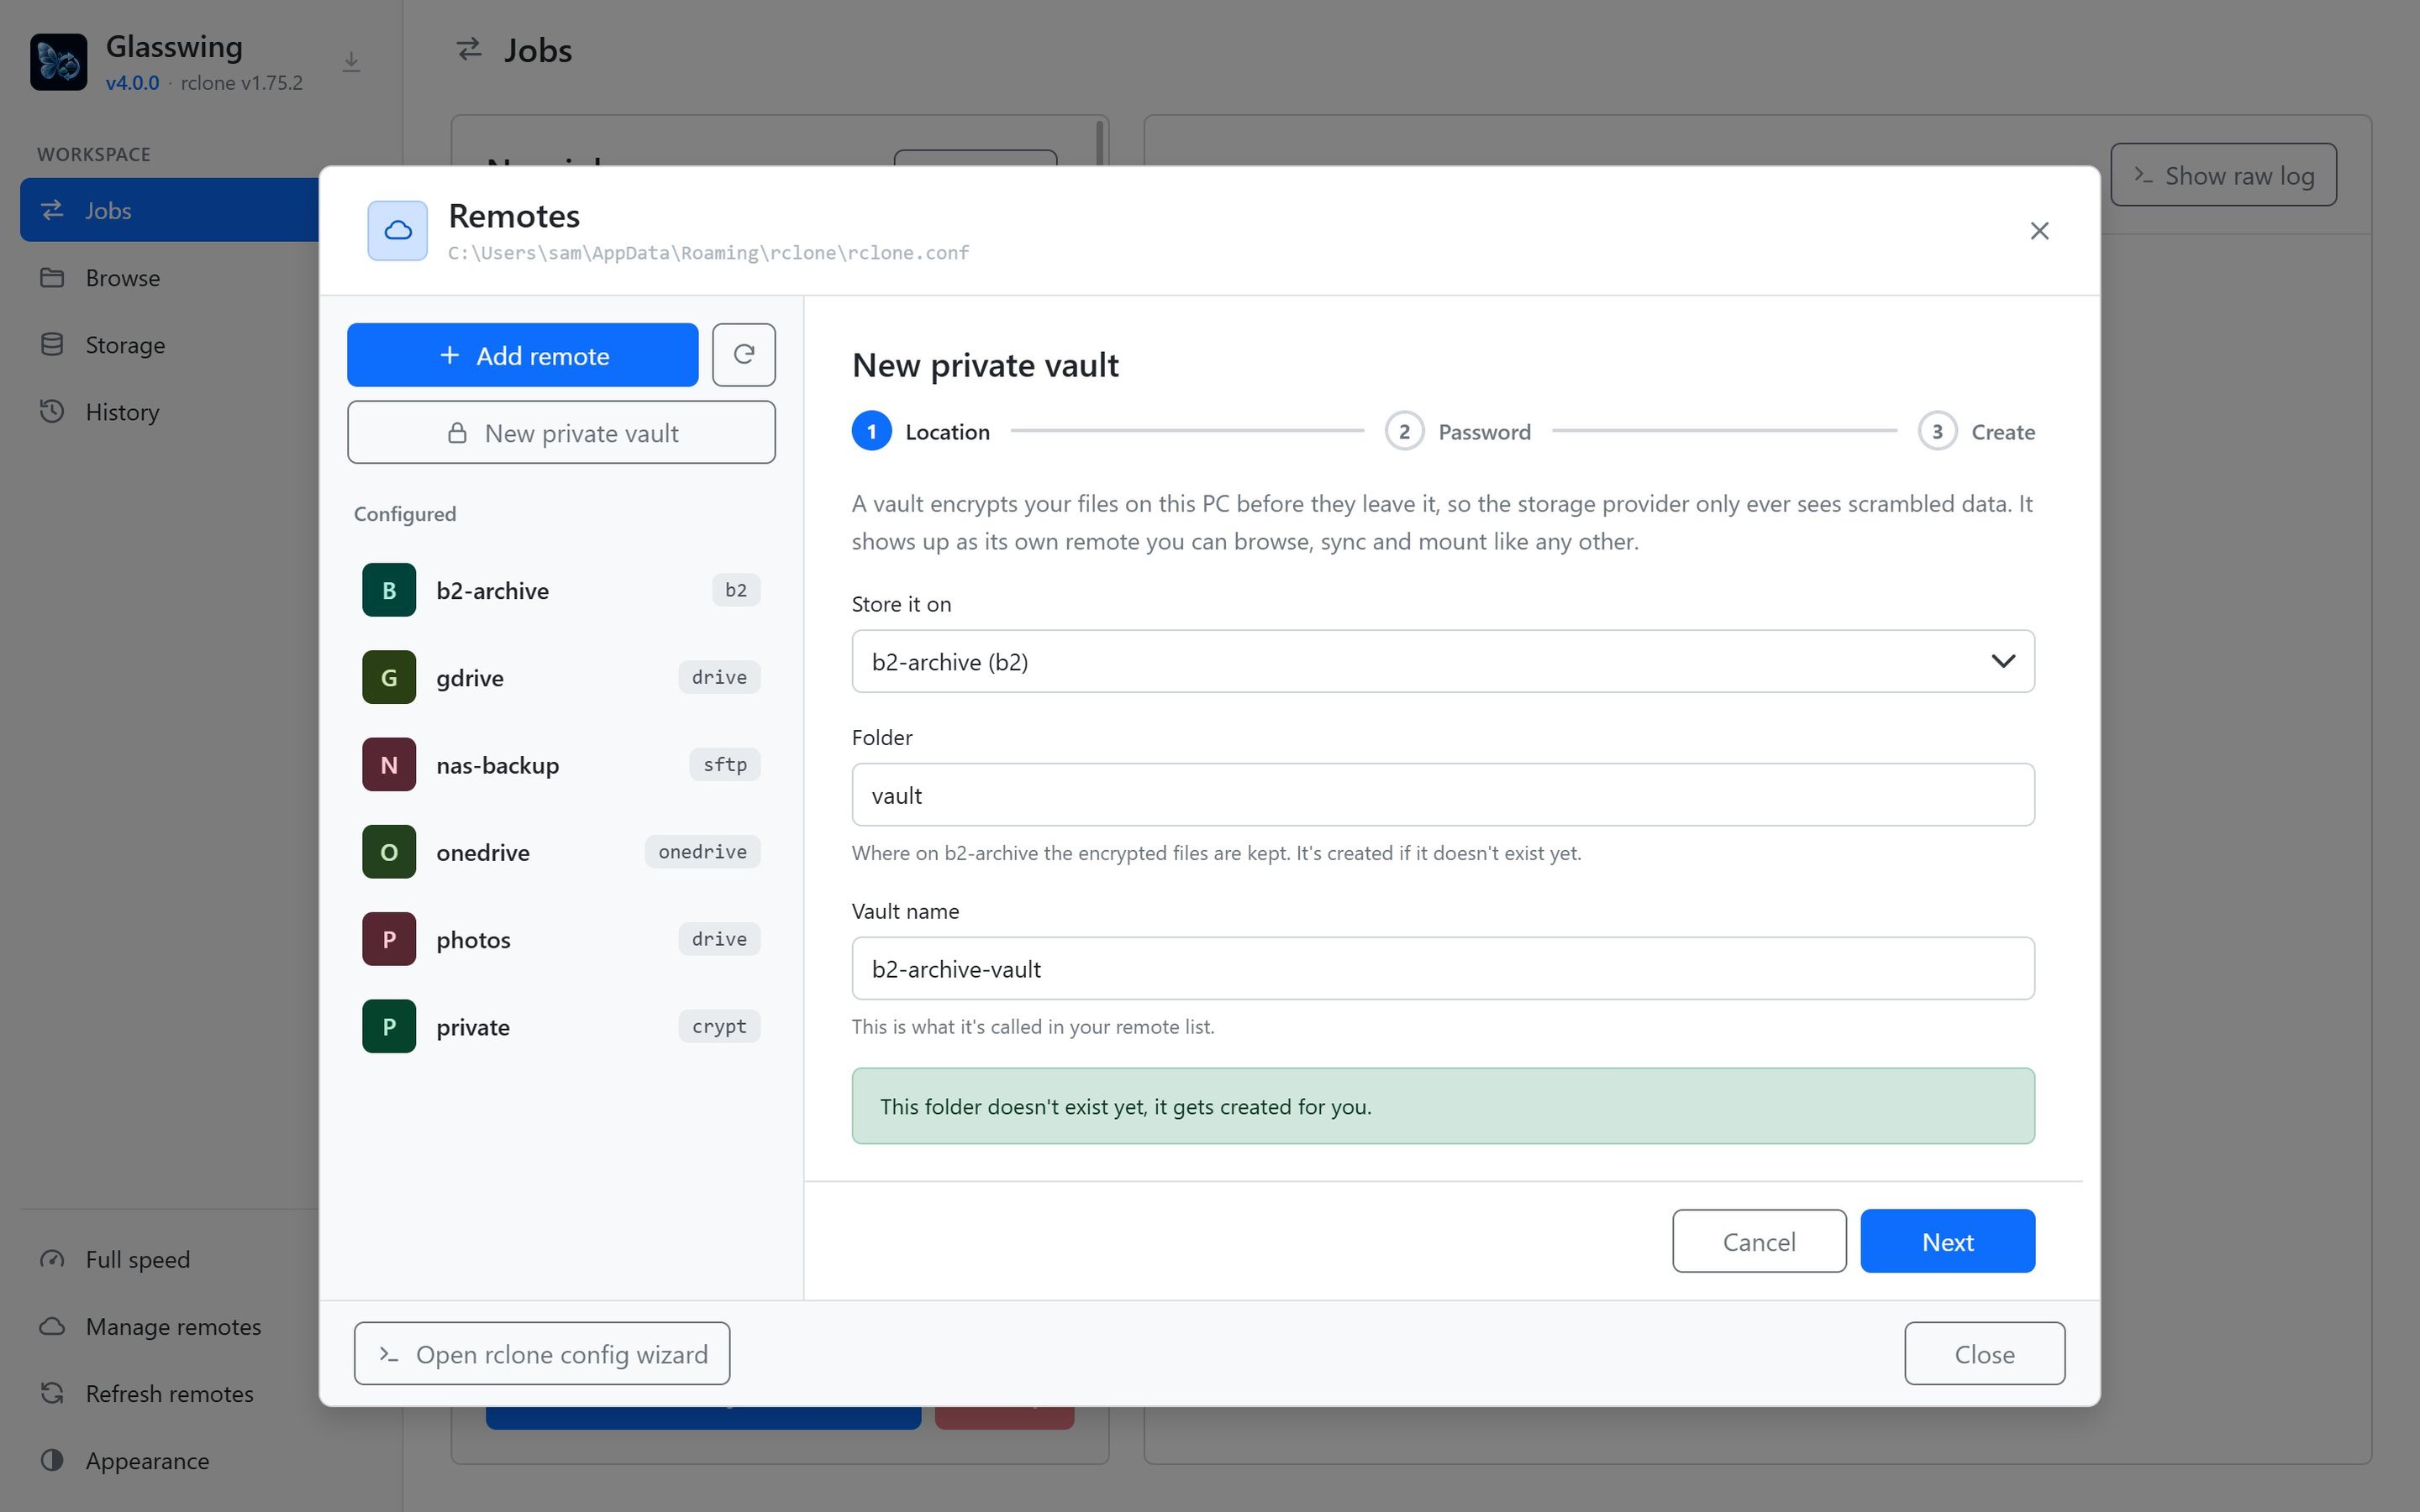 Glasswing
v4.0.0 · rclone v1.75.2
WORKSPACE
Jobs
Browse
Storage
History
Full speed
Manage remotes
Refresh remotes
Appearance
Jobs
Show raw log
Remotes
C:\Users\sam\AppData\Roaming\rclone\rclone.conf
Add remote
New private vault
Configured
B b2-archive b2
G gdrive drive
N nas-backup sftp
O onedrive onedrive
P photos drive
P private crypt
New private vault
1 Location 2 Password 3 Create
A vault encrypts your files on this PC before they leave it, so the storage provider only ever sees scrambled data. It
shows up as its own remote you can browse, sync and mount like any other.
Store it on
b2-archive (b2)
Folder
vault
Where on b2-archive the encrypted files are kept. It's created if it doesn't exist yet.
Vault name
b2-archive-vault
This is what it's called in your remote list.
This folder doesn't exist yet, it gets created for you.
Cancel Next
Open rclone config wizard
Close